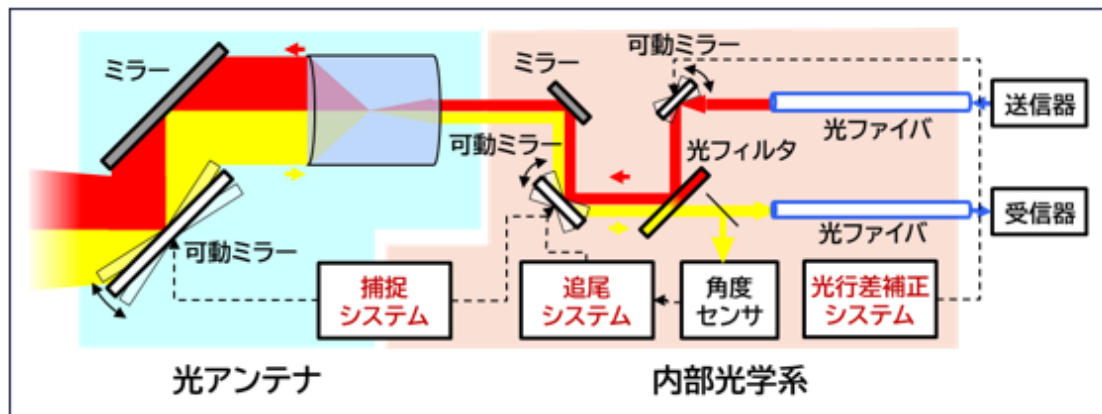 可動ミラー
ミラー
ミラー
送信器
光ファイバ
可動ミラー
光フィルタ
受信器
光ファイバ
可動ミラー
捕捉
システム
追尾
システム
角度
センサ
光行差補正
システム
光アンテナ
内部光学系